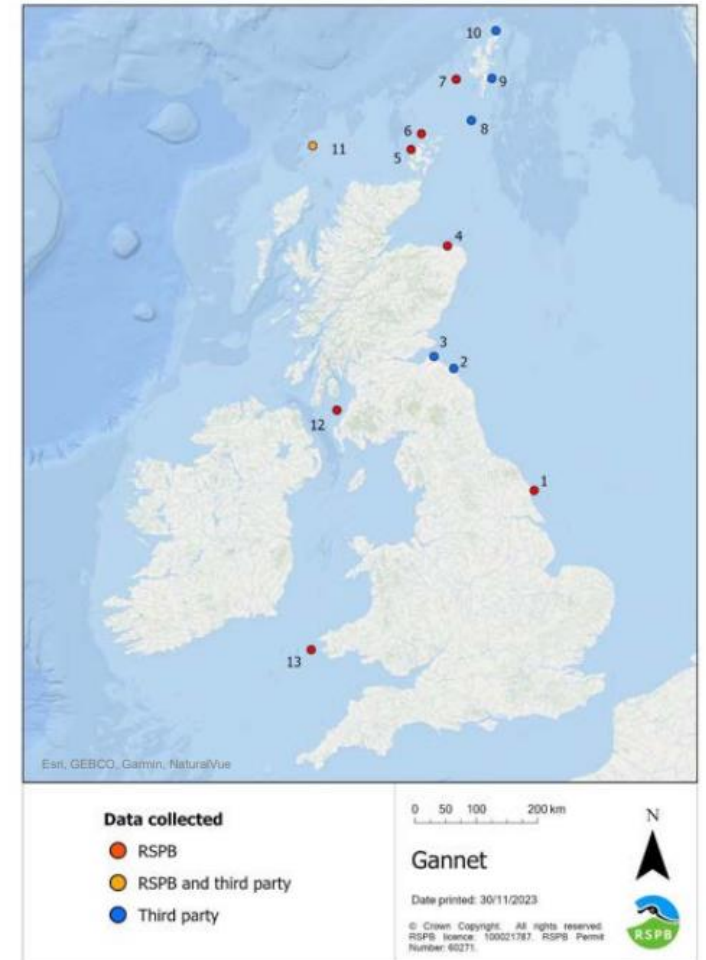 10
7
9
8
6
5
11
4
3
2
12
1
13
Esri, GEBCO, Garmin, NaturalVue
Data collected
RSPB
RSPB and third party
Third party
0 50 100 200 km
N
Gannet
Date printed: 30/11/2023
© Crown Copyright. All rights reserved.
RSPB licence: 100021787. RSPB Permit
Number: 60271.
RSPB